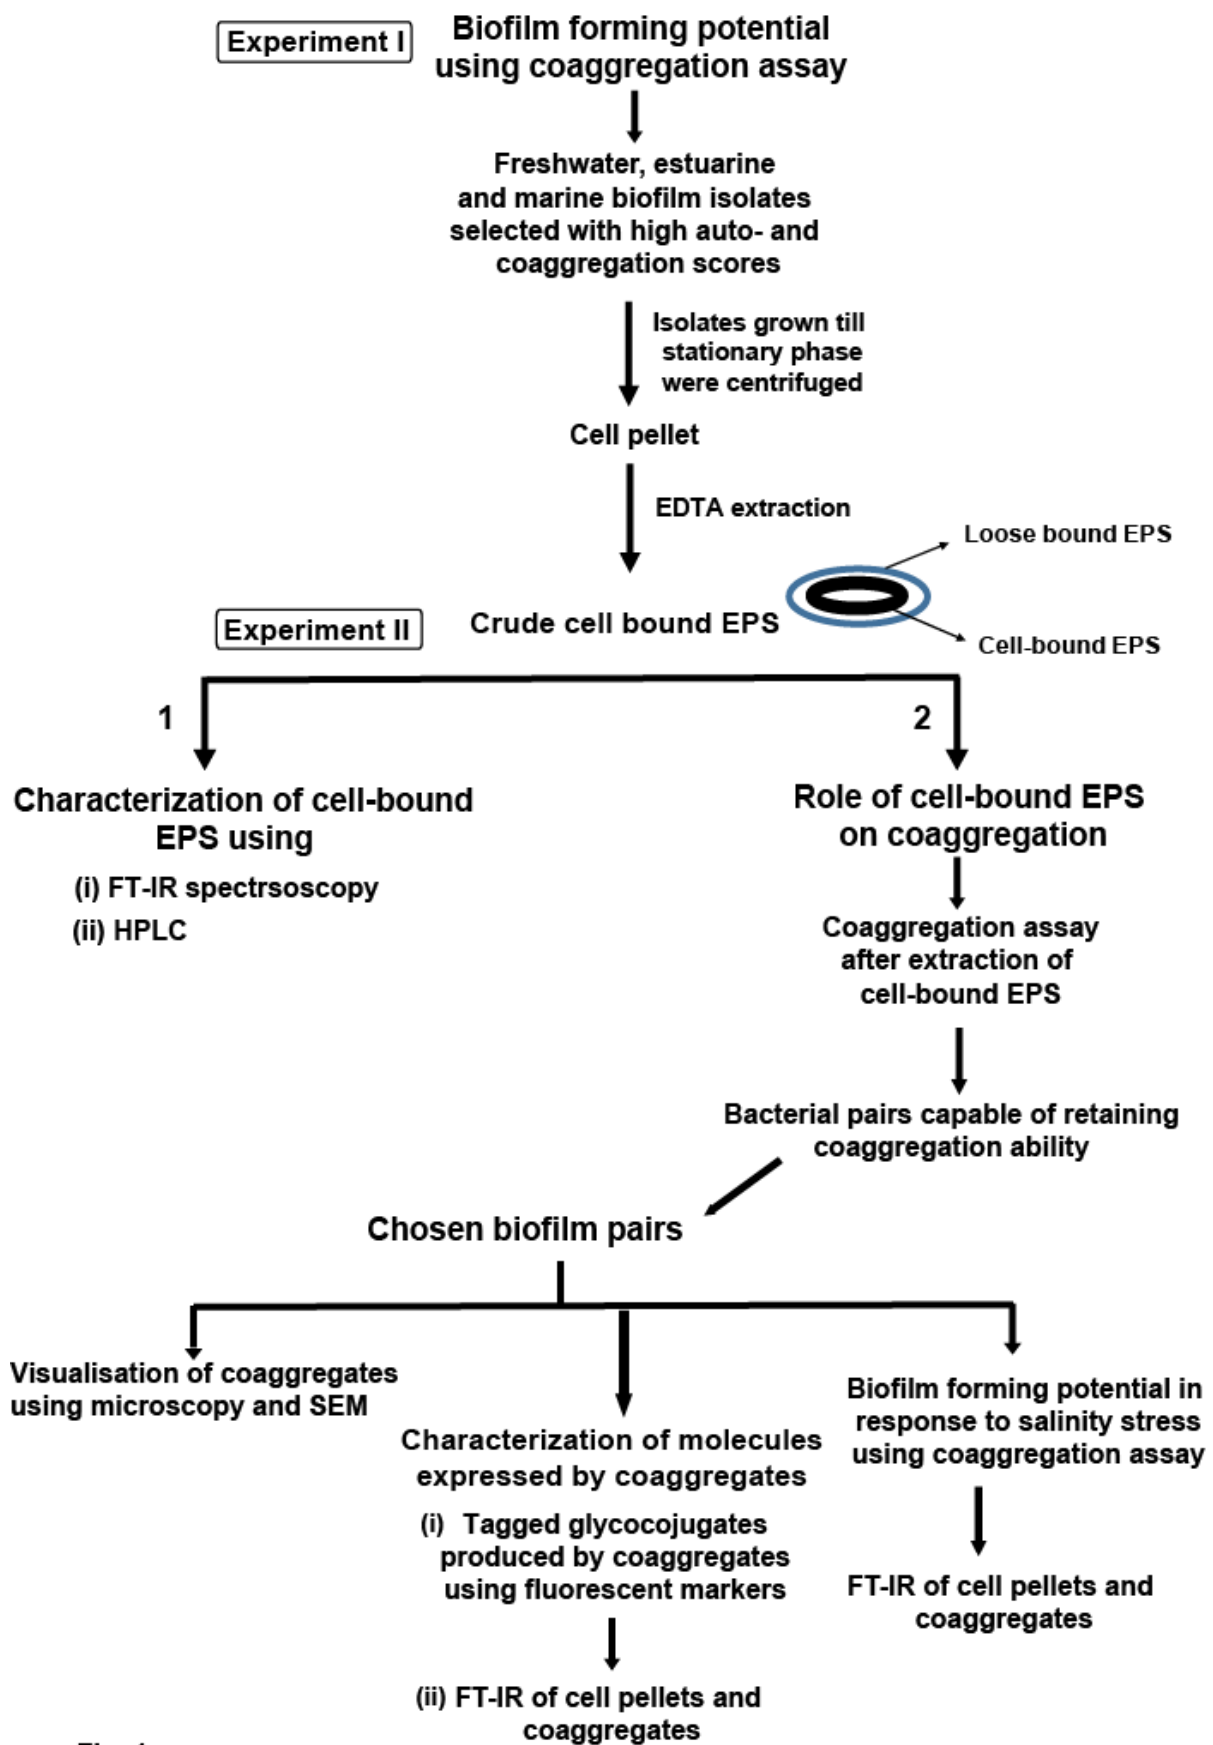 Experiment I
Biofilm forming potential
using coaggregation assay
Freshwater, estuarine
and marine biofilm isolates
selected with high auto- and
coaggregation scores
Isolates grown till
stationary phase
were centrifuged
Cell pellet
EDTA extraction
Loose bound EPS
Experiment II
Crude cell bound EPS
Cell-bound EPS
1
2
Characterization of cell-bound
EPS using
(i) FT-IR spectrsoscopy
(ii) HPLC
Role of cell-bound EPS
on coaggregation
Coaggregation assay
after extraction of
cell-bound EPS
Bacterial pairs capable of retaining
coaggregation ability
Chosen biofilm pairs
Visualisation of coaggregates
using microscopy and SEM
Characterization of molecules
expressed by coaggregates
(i) Tagged glycocojugates
produced by coaggregates
using fluorescent markers
(ii) FT-IR of cell pellets and
coaggregates
Biofilm forming potential in
response to salinity stress
using coaggregation assay
FT-IR of cell pellets and
coaggregates